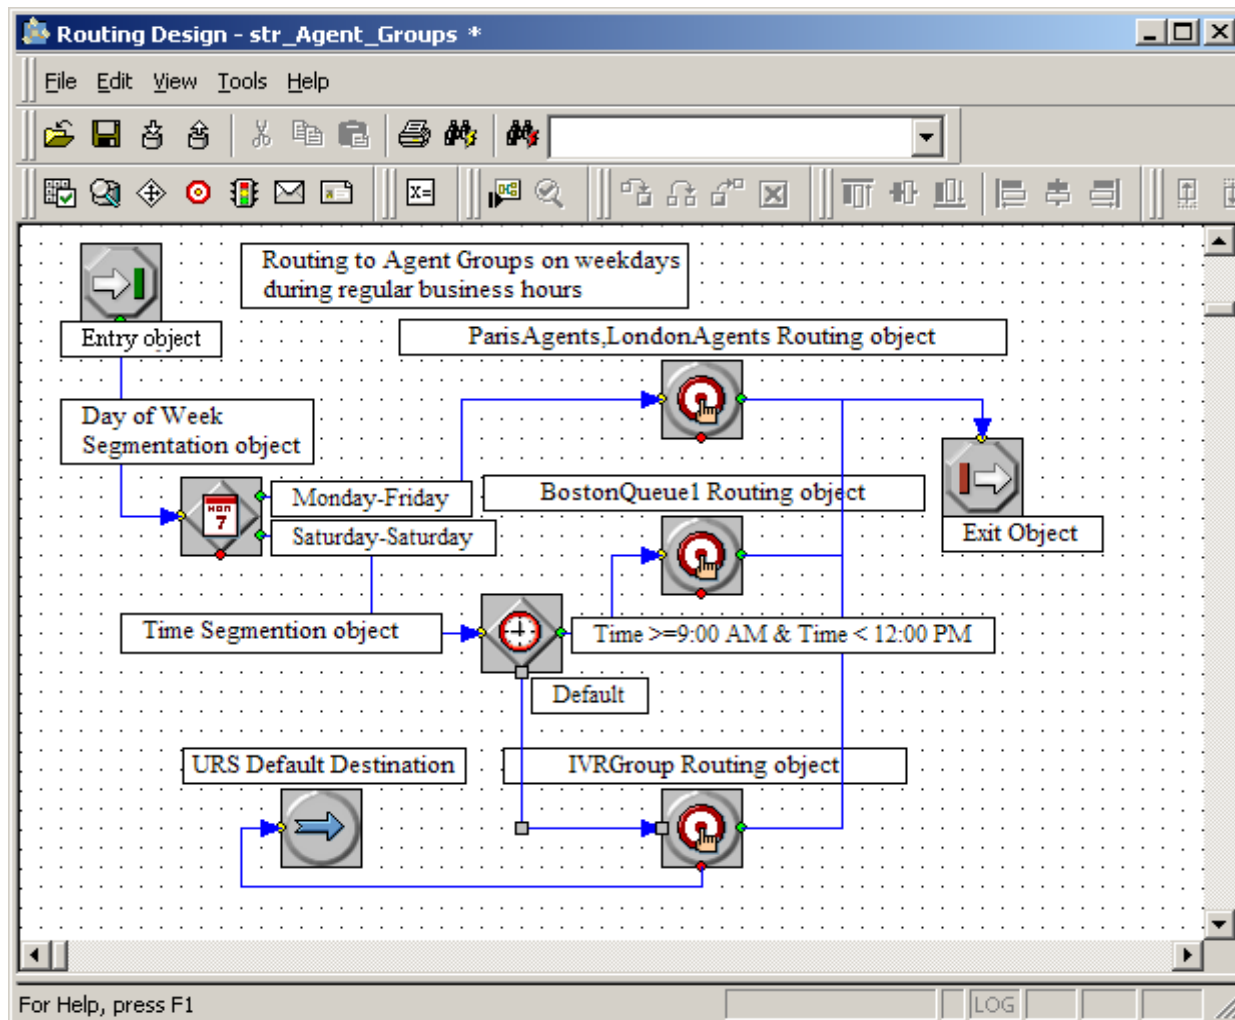 Routing Design - str_Agent_Groups *
File Edit View Tools Help
X=
Routing to Agent Groups on weekdays
during regular business hours
Entry object
ParisAgents,LondonAgents Routing object
Day of Week
Segmentation object
MON
7
Monday-Friday
BostonQueue1 Routing object
Saturday-Saturday
Exit Object
Time Segmention object
Time >=9:00 AM & Time < 12:00 PM
Default
URS Default Destination
IVRGroup Routing object
For Help, press F1
LOG